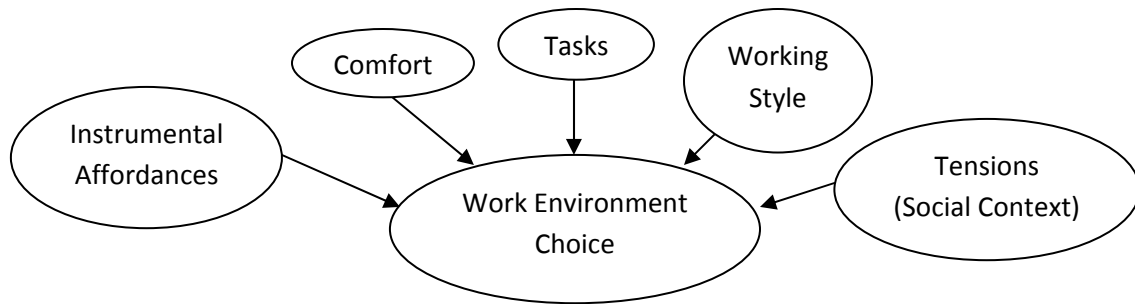 Instrumental
Affordances
Comfort
Tasks
Working
Style
Tensions
(Social Context)
Work Environment
Choice